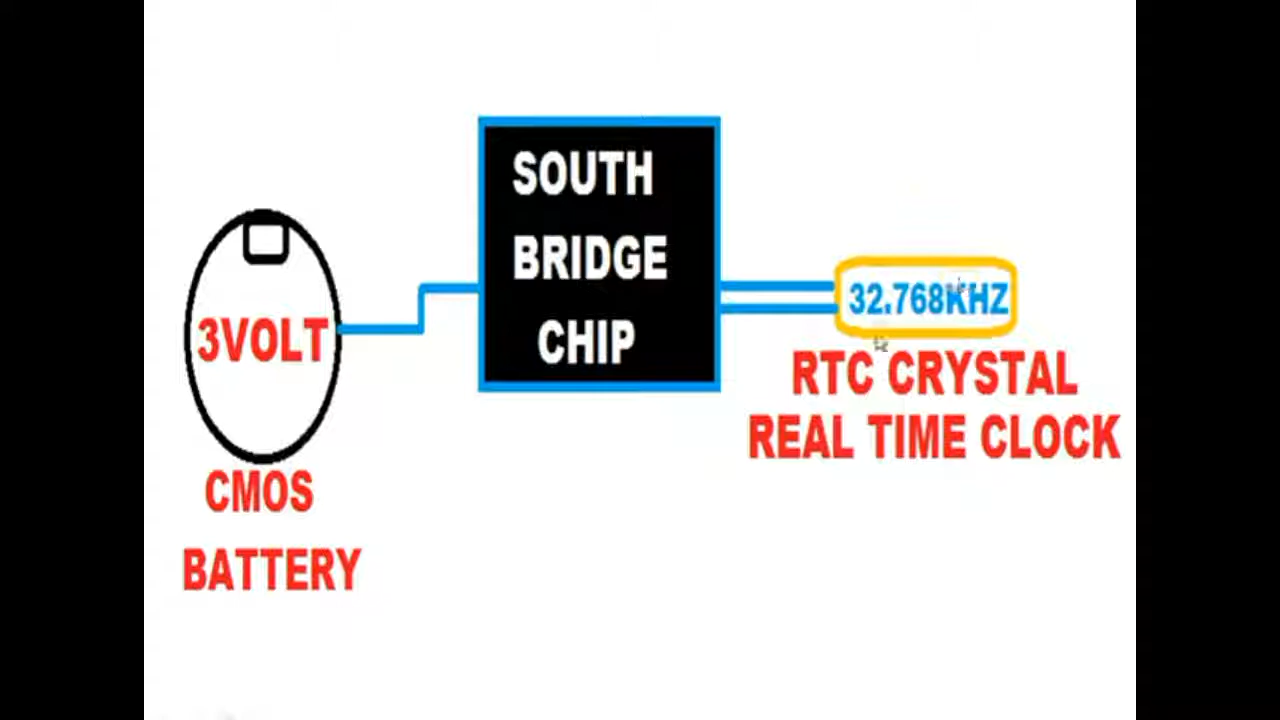 SOUTH
BRIDGE
CHIP
3VOLT
32.768KHZ
RTC CRYSTAL
REAL TIME CLOCK
CMOS
BATTERY